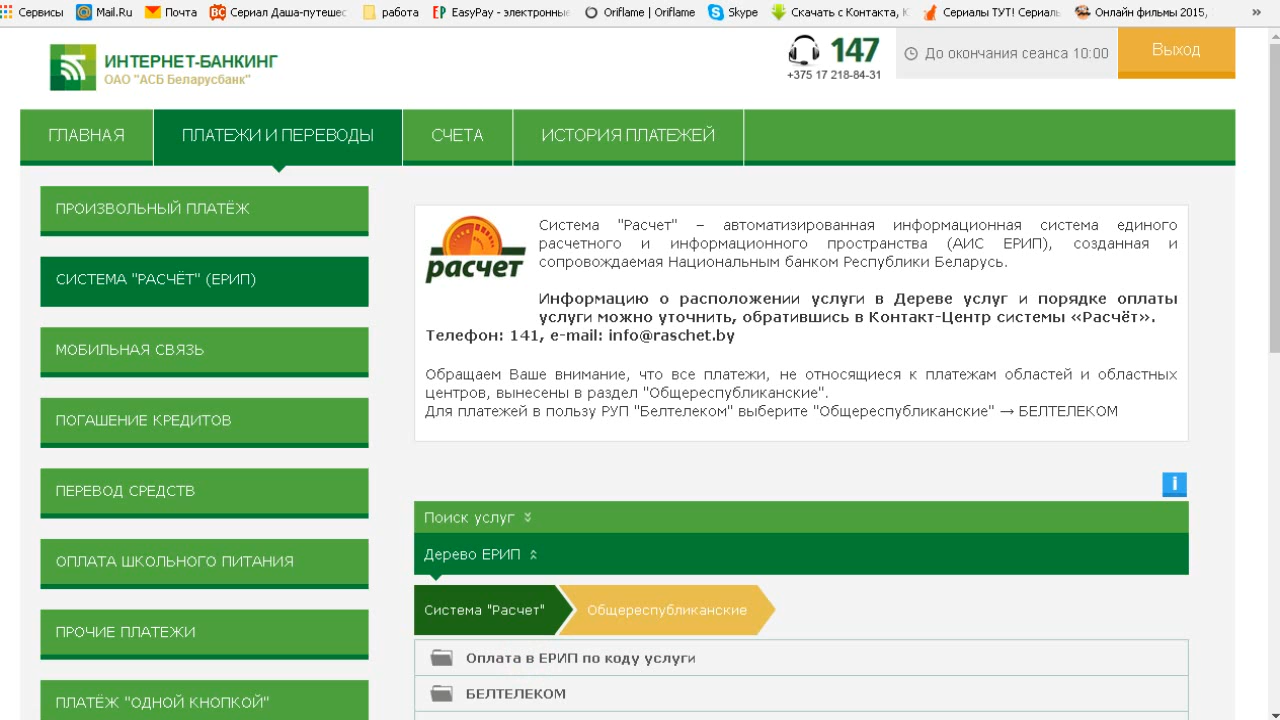 Сервисы Mail.Ru Почта Сериал Даша-путешес работа EasyPay - электронные Oriflame | Oriflame Skype Скачать с Контакта, К Сериалы ТУТ! Сериаль Онлайн фильмы 2015, »
ИНТЕРНЕТ-БАНКИНГ
ОАО "АСБ Беларусбанк"
147
+375 17 218-84-31
До окончания сеанса 10:00
Выход
ГЛАВНАЯ ПЛАТЕЖИ И ПЕРЕВОДЫ СЧЕТА ИСТОРИЯ ПЛАТЕЖЕЙ
ПРОИЗВОЛЬНЫЙ ПЛАТЁЖ
СИСТЕМА "РАСЧЁТ" (ЕРИП)
МОБИЛЬНАЯ СВЯЗЬ
ПОГАШЕНИЕ КРЕДИТОВ
ПЕРЕВОД СРЕДСТВ
ОПЛАТА ШКОЛЬНОГО ПИТАНИЯ
ПРОЧИЕ ПЛАТЕЖИ
ПЛАТЁЖ "ОДНОЙ КНОПКОЙ"
расчет
Система "Расчет" – автоматизированная информационная система единого
расчетного и информационного пространства (АИС ЕРИП), созданная и
сопровождаемая Национальным банком Республики Беларусь.
Информацию о расположении услуги в Дереве услуг и порядке оплаты
услуги можно уточнить, обратившись в Контакт-Центр системы «Расчёт».
Телефон: 141, e-mail: info@raschet.by
Обращаем Ваше внимание, что все платежи, не относящиеся к платежам областей и областных
центров, вынесены в раздел "Общереспубликанские".
Для платежей в пользу РУП "Белтелеком" выберите "Общереспубликанские" → БЕЛТЕЛЕКОМ
i
Поиск услуг
Дерево ЕРИП
Система "Расчет" Общереспубликанские
Оплата в ЕРИП по коду услуги
БЕЛТЕЛЕКОМ